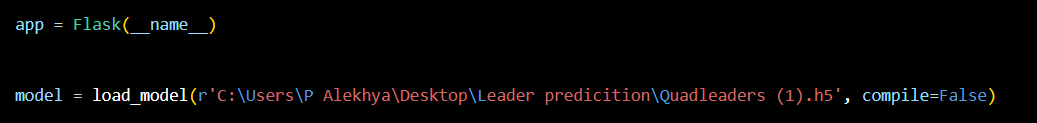 app = Flask(__name__)
model = load_model(r'C:\Users\P Alekhya\Desktop\Leader predicition\Quadleaders (1).h5', compile=False)